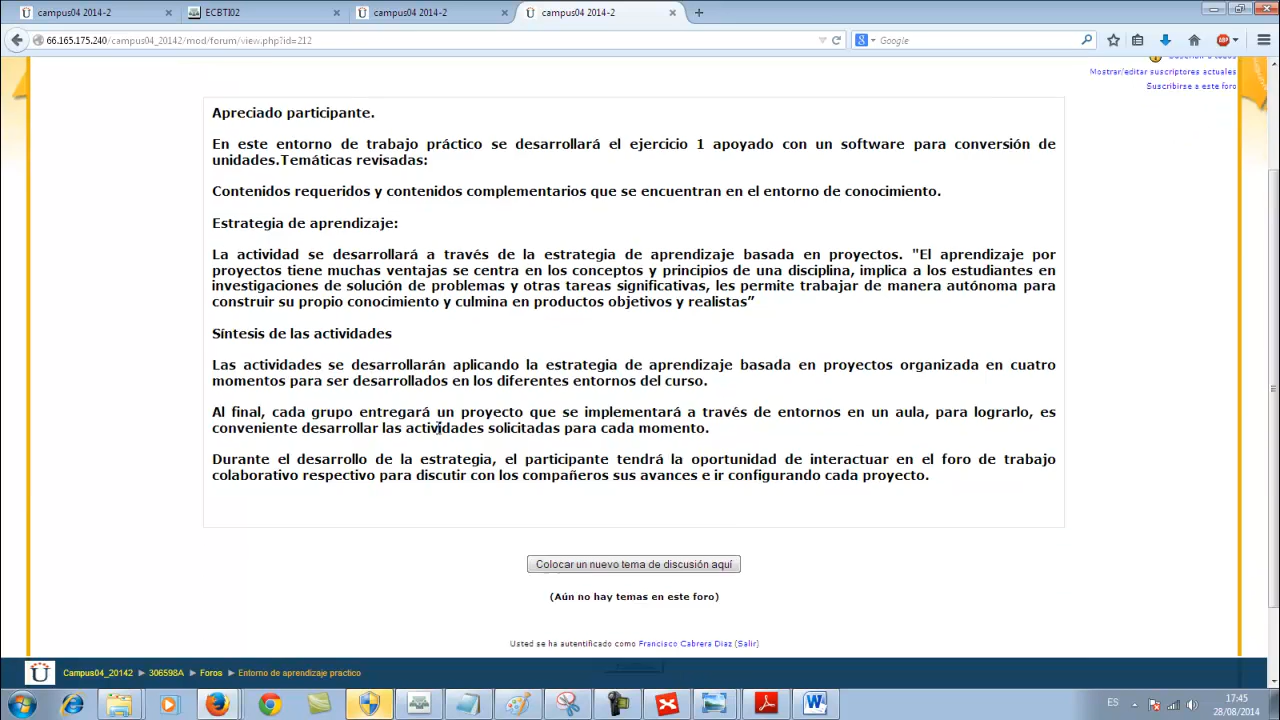 campus04 2014-2
ECBTI02
campus04 2014-2
campus04 2014-2
66.165.175.240/campus04_20142/mod/forum/view.php?id=212
Google
Mostrar/editar suscriptores actuales
Suscribirse a este foro
Apreciado participante.
En este entorno de trabajo práctico se desarrollará el ejercicio 1 apoyado con un software para conversión de
unidades.Temáticas revisadas:
Contenidos requeridos y contenidos complementarios que se encuentran en el entorno de conocimiento.
Estrategia de aprendizaje:
La actividad se desarrollará a través de la estrategia de aprendizaje basada en proyectos. "El aprendizaje por
proyectos tiene muchas ventajas se centra en los conceptos y principios de una disciplina, implica a los estudiantes en
investigaciones de solución de problemas y otras tareas significativas, les permite trabajar de manera autónoma para
construir su propio conocimiento y culmina en productos objetivos y realistas”
Síntesis de las actividades
Las actividades se desarrollarán aplicando la estrategia de aprendizaje basada en proyectos organizada en cuatro
momentos para ser desarrollados en los diferentes entornos del curso.
Al final, cada grupo entregará un proyecto que se implementará a través de entornos en un aula, para lograrlo, es
conveniente desarrollar las actividades solicitadas para cada momento.
Durante el desarrollo de la estrategia, el participante tendrá la oportunidad de interactuar en el foro de trabajo
colaborativo respectivo para discutir con los compañeros sus avances e ir configurando cada proyecto.
Colocar un nuevo tema de discusión aquí
(Aún no hay temas en este foro)
Usted se ha autentificado como Francisco Cabrera Diaz (Salir)
Campus04_20142 306598A Foros Entorno de aprendizaje practico
ES
17:45
28/08/2014